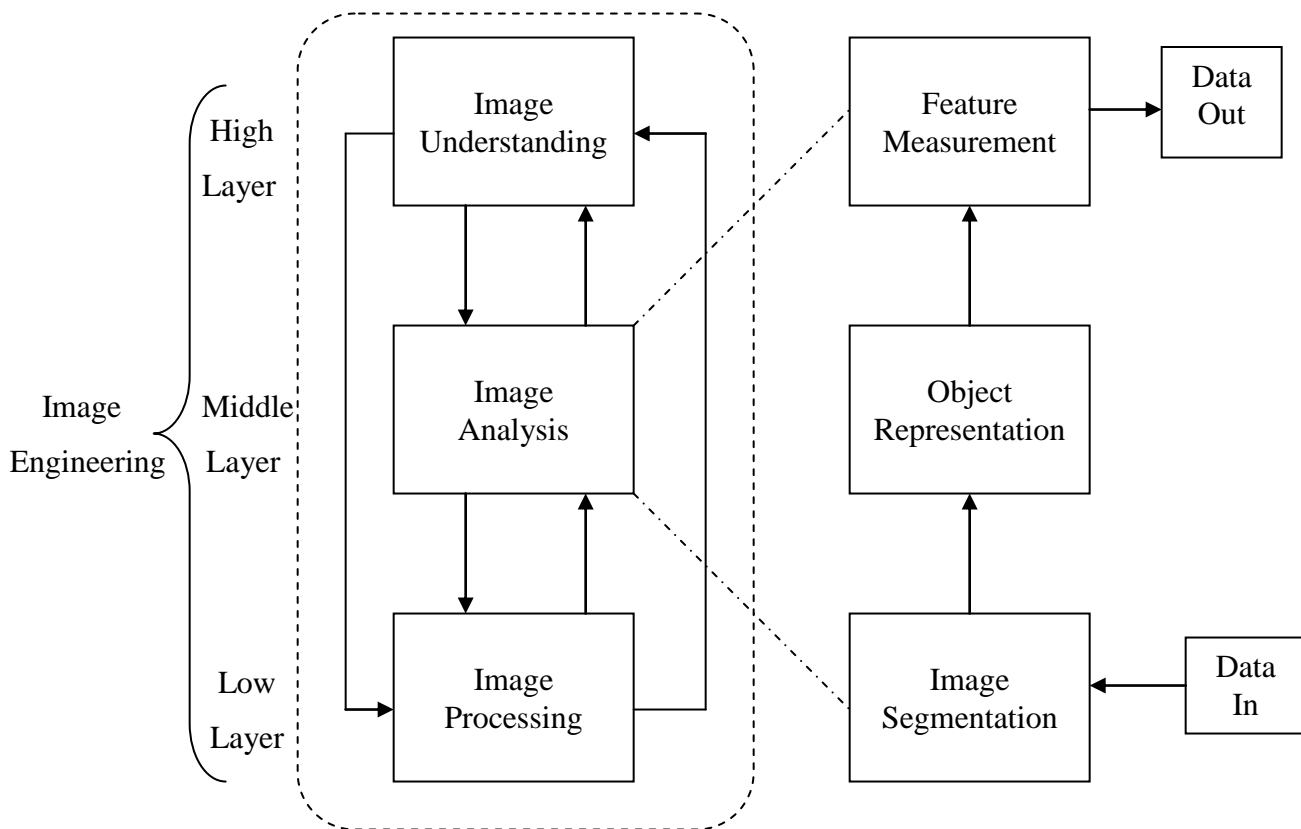 Image
Engineering
High
Layer
Middle
Layer
Low
Layer
Image
Understanding
Image
Analysis
Image
Processing
Feature
Measurement
Object
Representation
Image
Segmentation
Data
Out
Data
In